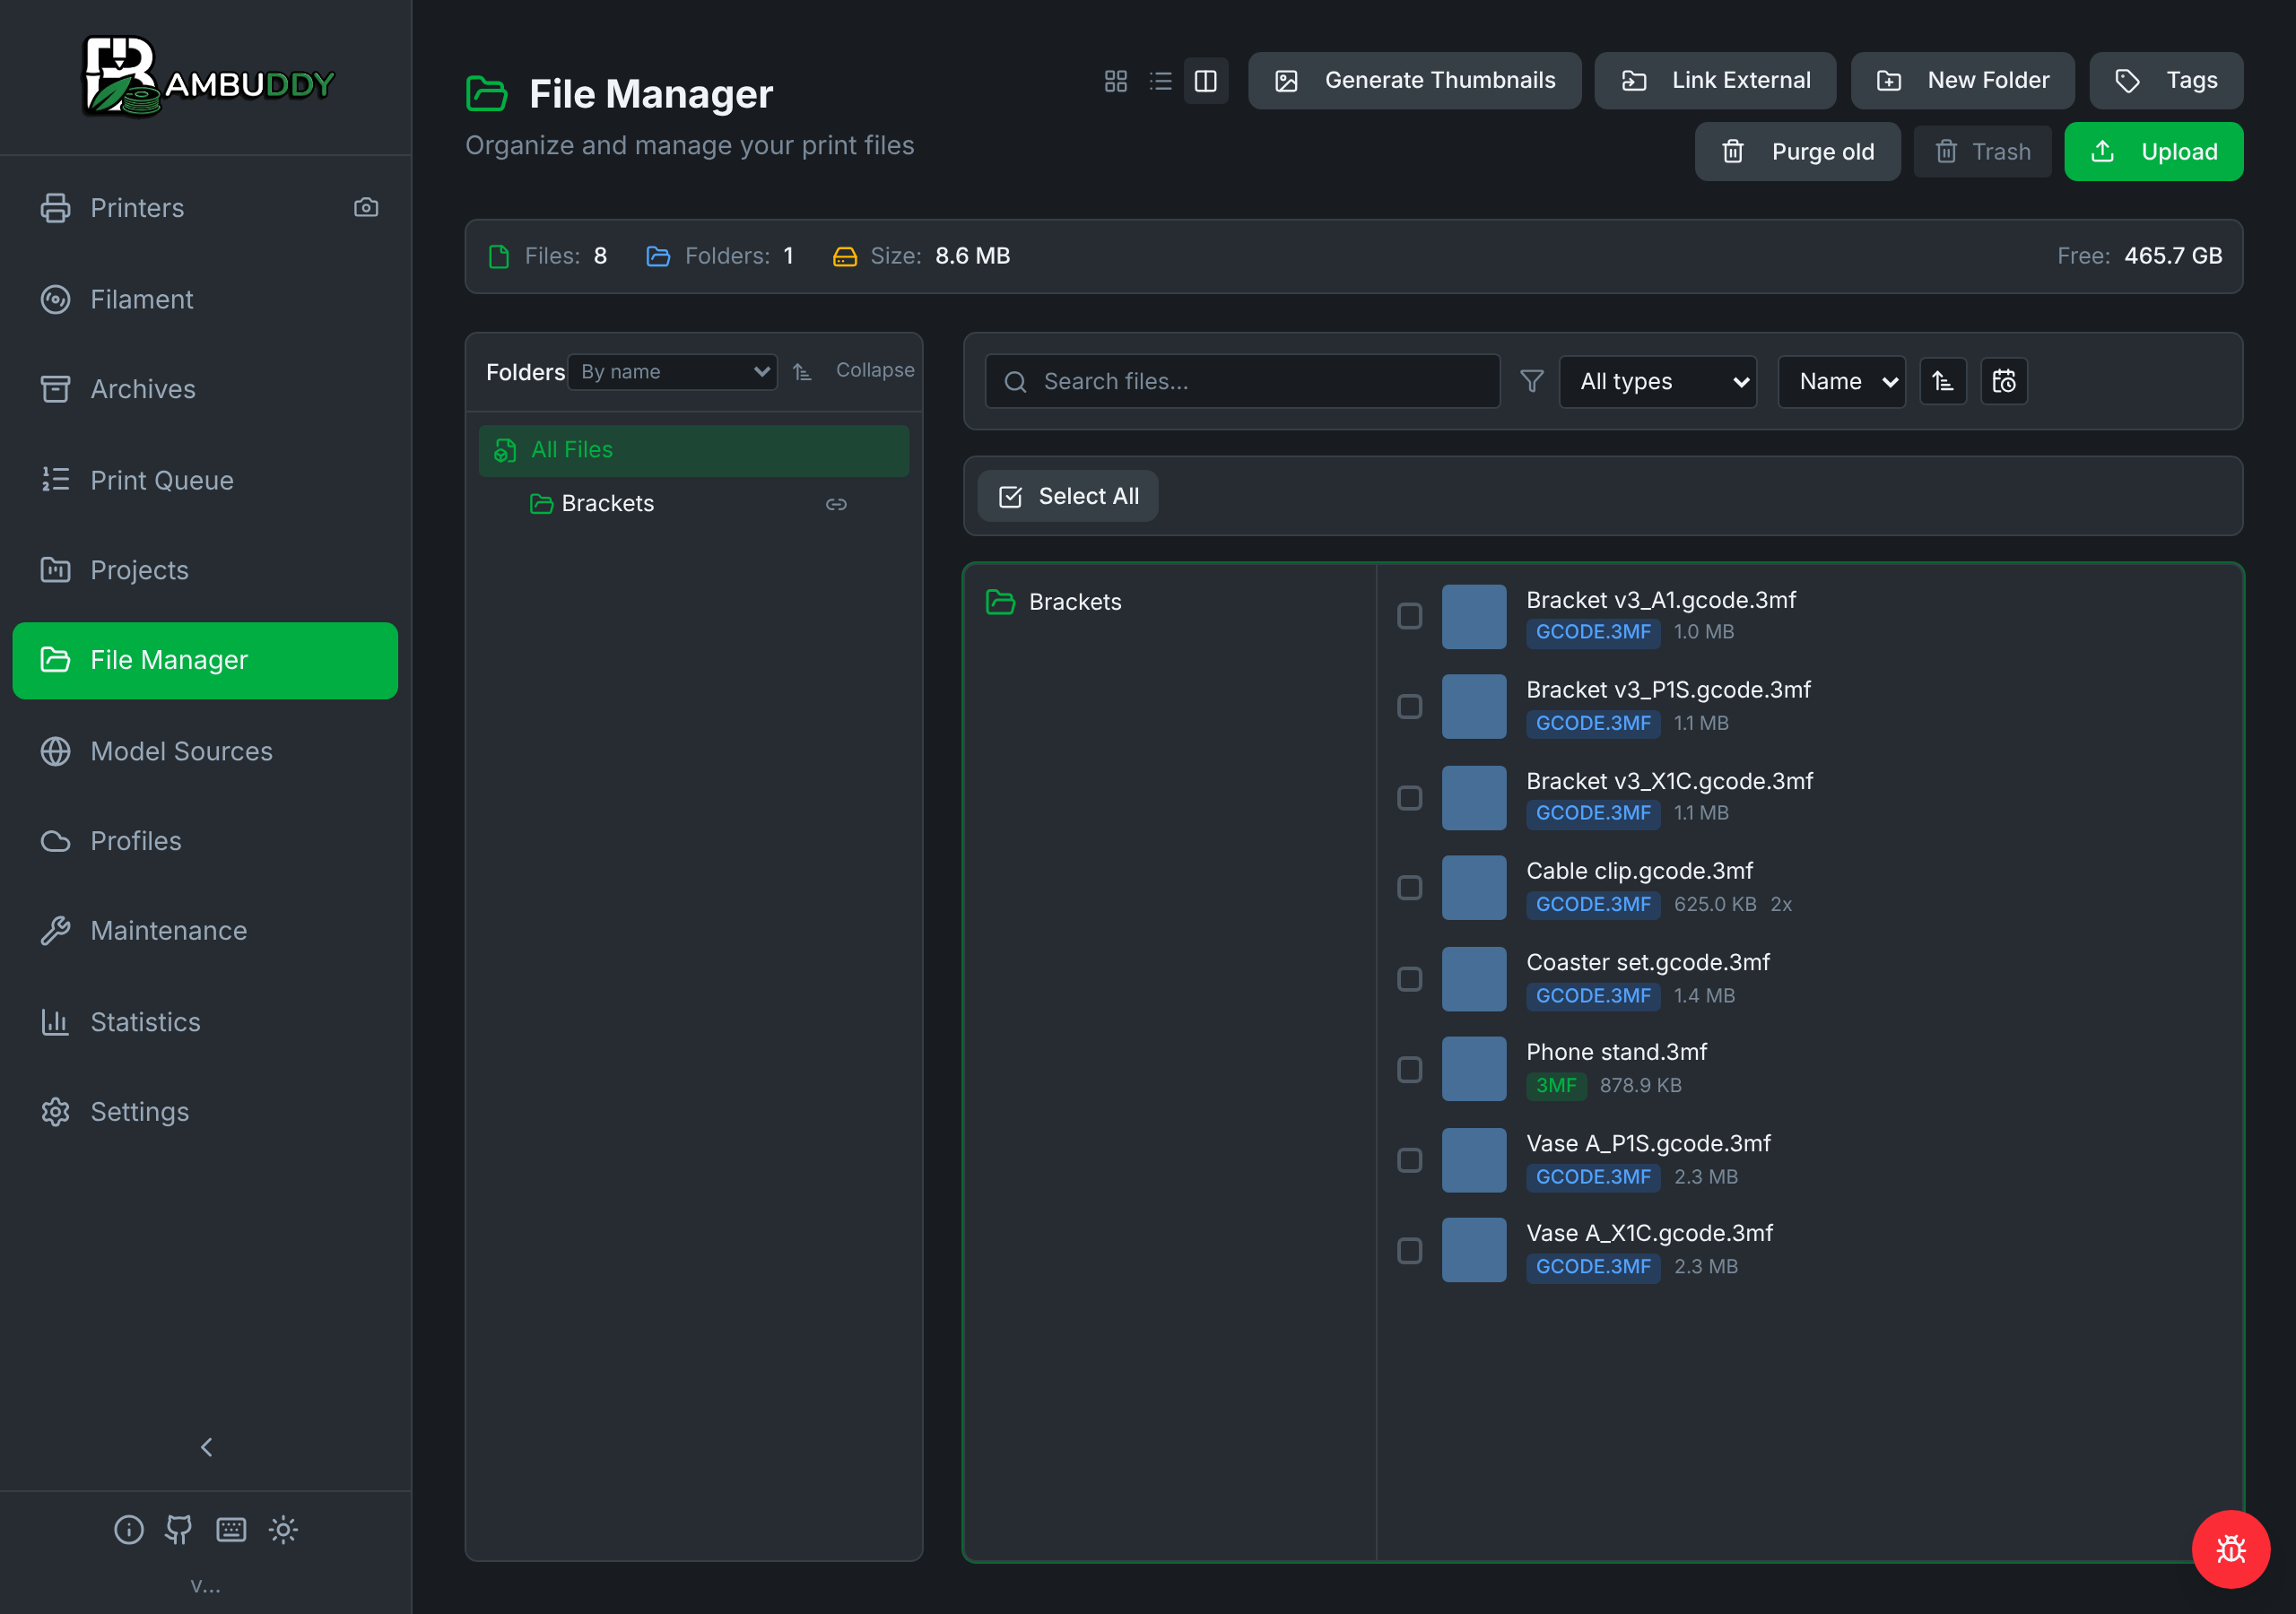 BAMBUDDY
Printers
Filament
Archives
Print Queue
Projects
File Manager
Model Sources
Profiles
Maintenance
Statistics
Settings
v...
File Manager
Organize and manage your print files
Generate Thumbnails
Link External
New Folder
Tags
Purge old
Trash
Upload
Files: 8
Folders: 1
Size: 8.6 MB
Free: 465.7 GB
Folders
By name
Collapse
All Files
Brackets
Search files...
All types
Name
Select All
Brackets
Bracket v3_A1.gcode.3mf
GCODE.3MF 1.0 MB
Bracket v3_P1S.gcode.3mf
GCODE.3MF 1.1 MB
Bracket v3_X1C.gcode.3mf
GCODE.3MF 1.1 MB
Cable clip.gcode.3mf
GCODE.3MF 625.0 KB 2x
Coaster set.gcode.3mf
GCODE.3MF 1.4 MB
Phone stand.3mf
3MF 878.9 KB
Vase A_P1S.gcode.3mf
GCODE.3MF 2.3 MB
Vase A_X1C.gcode.3mf
GCODE.3MF 2.3 MB